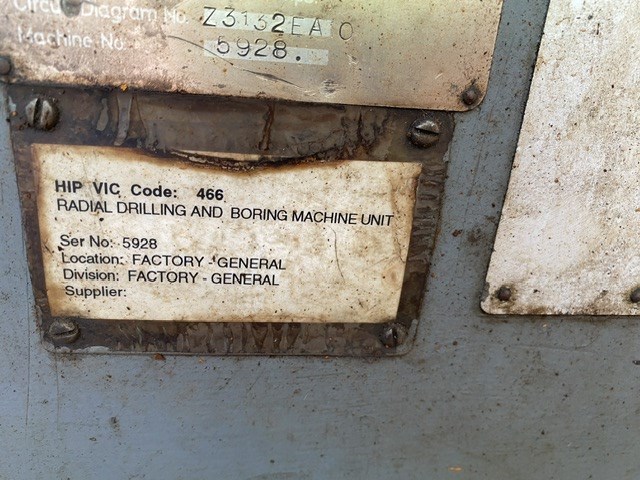 Circuit Diagram No. Z3132EA 0
Machine No. 5928.
HIP VIC Code: 466
RADIAL DRILLING AND BORING MACHINE UNIT
Ser No: 5928
Location: FACTORY - GENERAL
Division: FACTORY - GENERAL
Supplier: